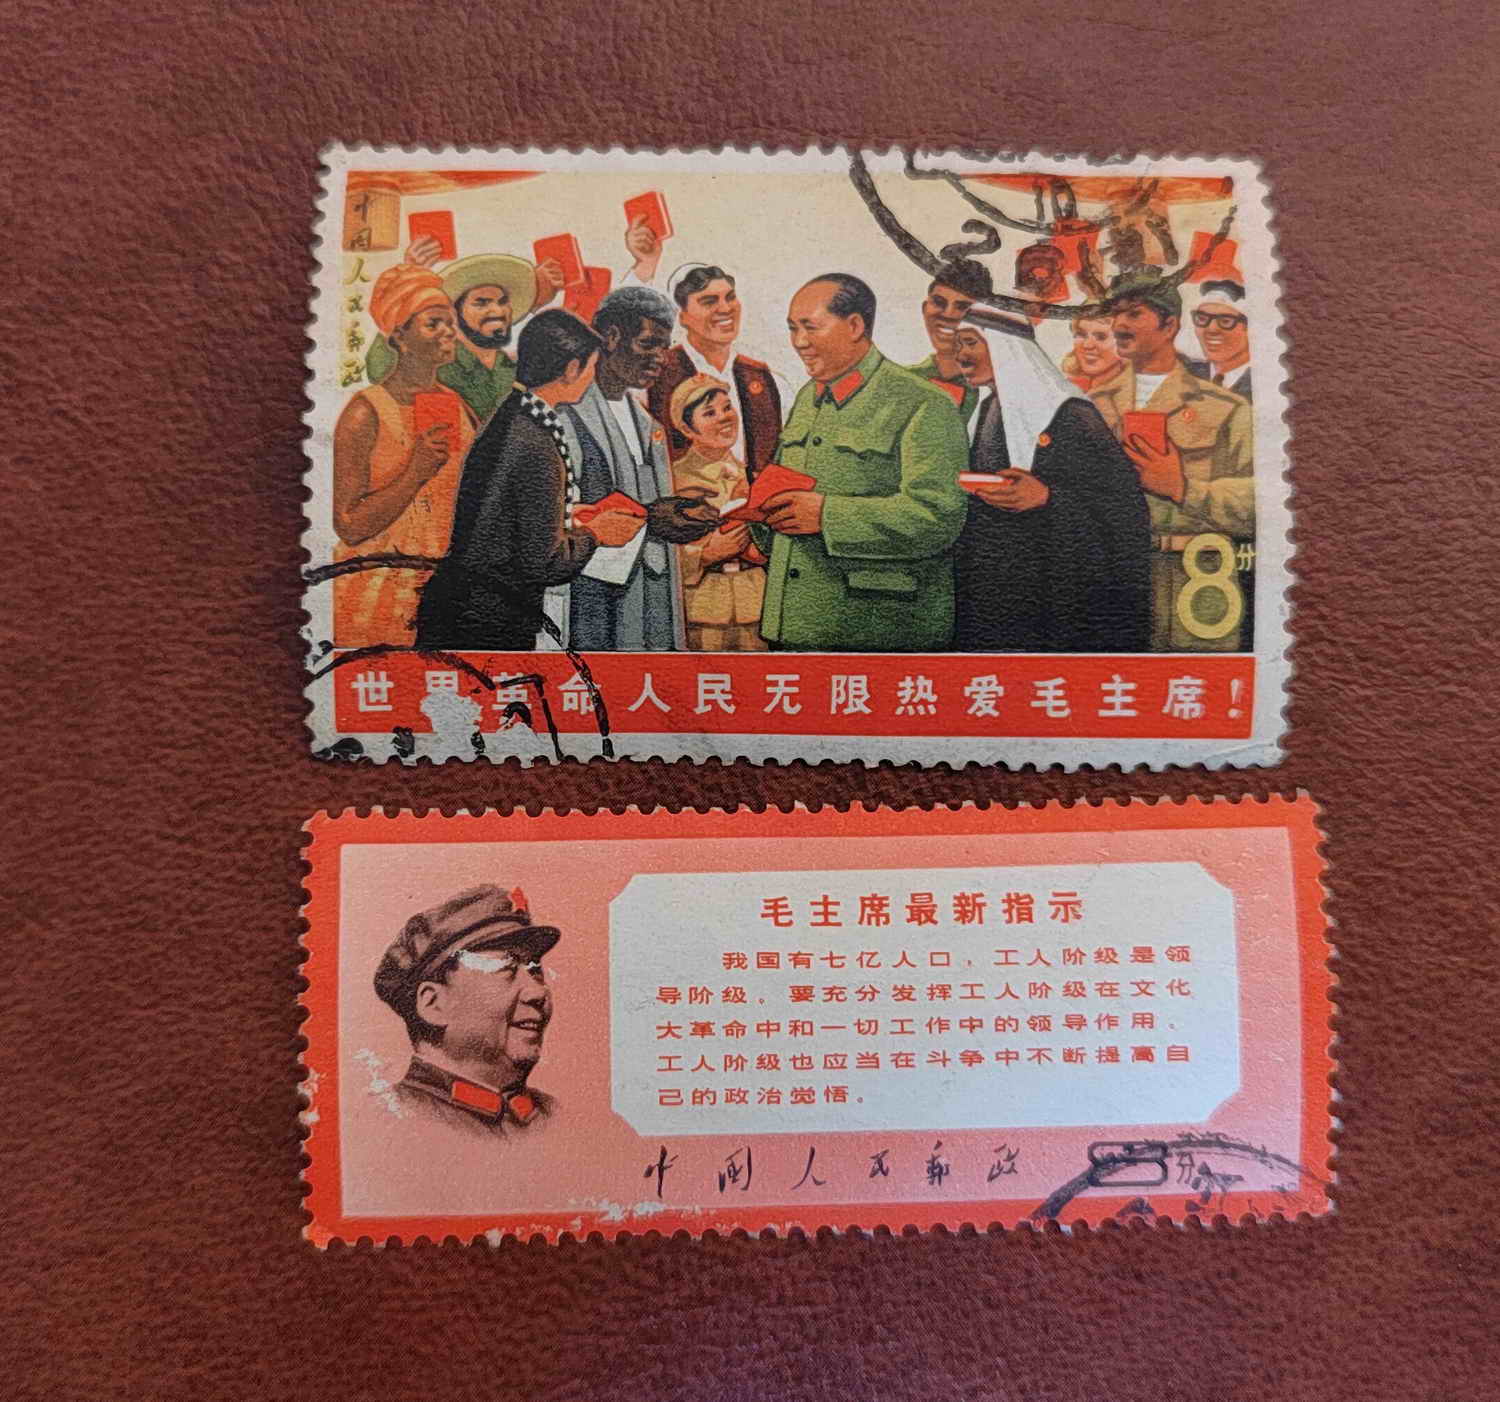 中国人民邮政
8分
世界革命人民无限热爱毛主席！
毛主席最新指示
我国有七亿人口，工人阶级是领
导阶级。要充分发挥工人阶级在文化
大革命中和一切工作中的领导作用。
工人阶级也应当在斗争中不断提高自
己的政治觉悟。
中国人民邮政
8分